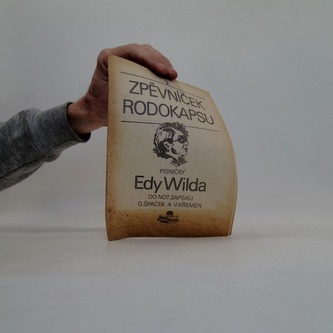 ZPĚVNÍČEK
RODOKAPSU
PÍSNIČKY
Edy Wilda
DO NOT ZAPSALI
G. ŠPAČEK A V. KŘEMEN